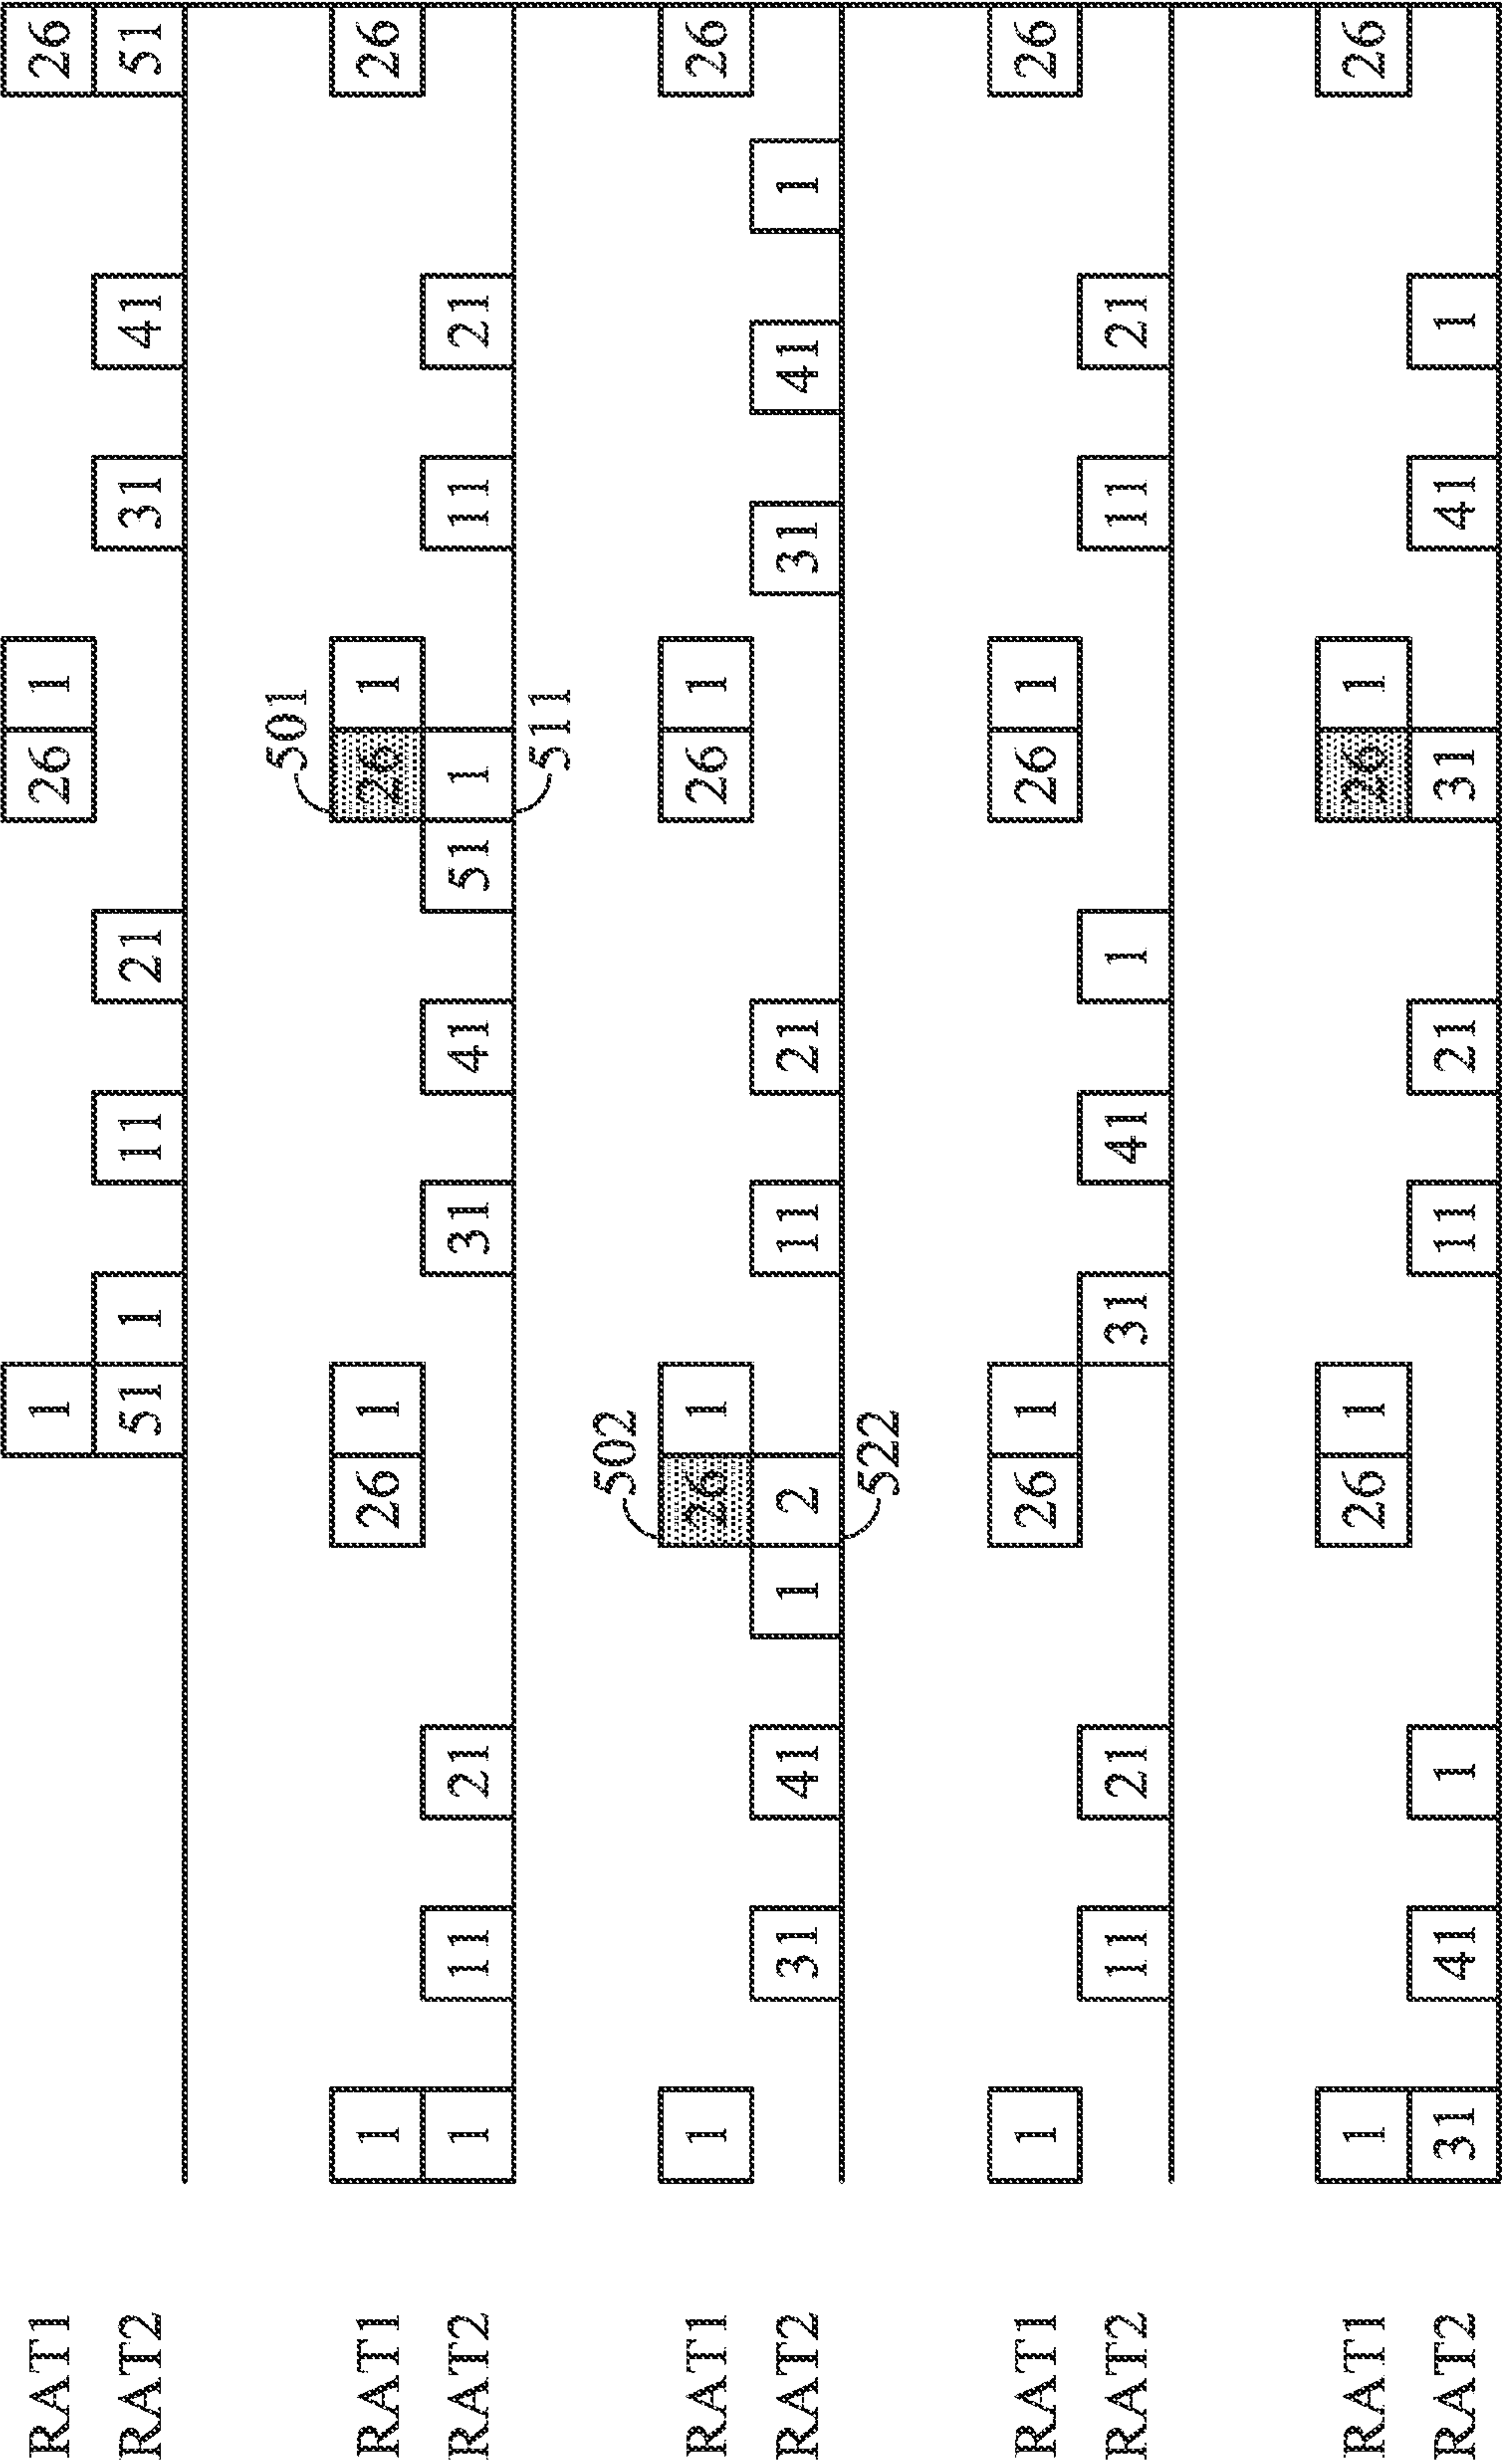 RAT1 1 26 1 26
RAT2 51 1 11 21 31 41 51
501
RAT1 1 26 1 26 1 26
RAT2 1 11 21 31 41 51 1 11 21
511
502
RAT1 1 26 1 26 1 26
RAT2 31 41 1 2 11 21 31 41 1
522
RAT1 1 26 1 26 1 26
RAT2 11 21 31 41 1 11 21
RAT1 1 26 1 26 1 26
RAT2 31 41 1 11 21 31 41 1